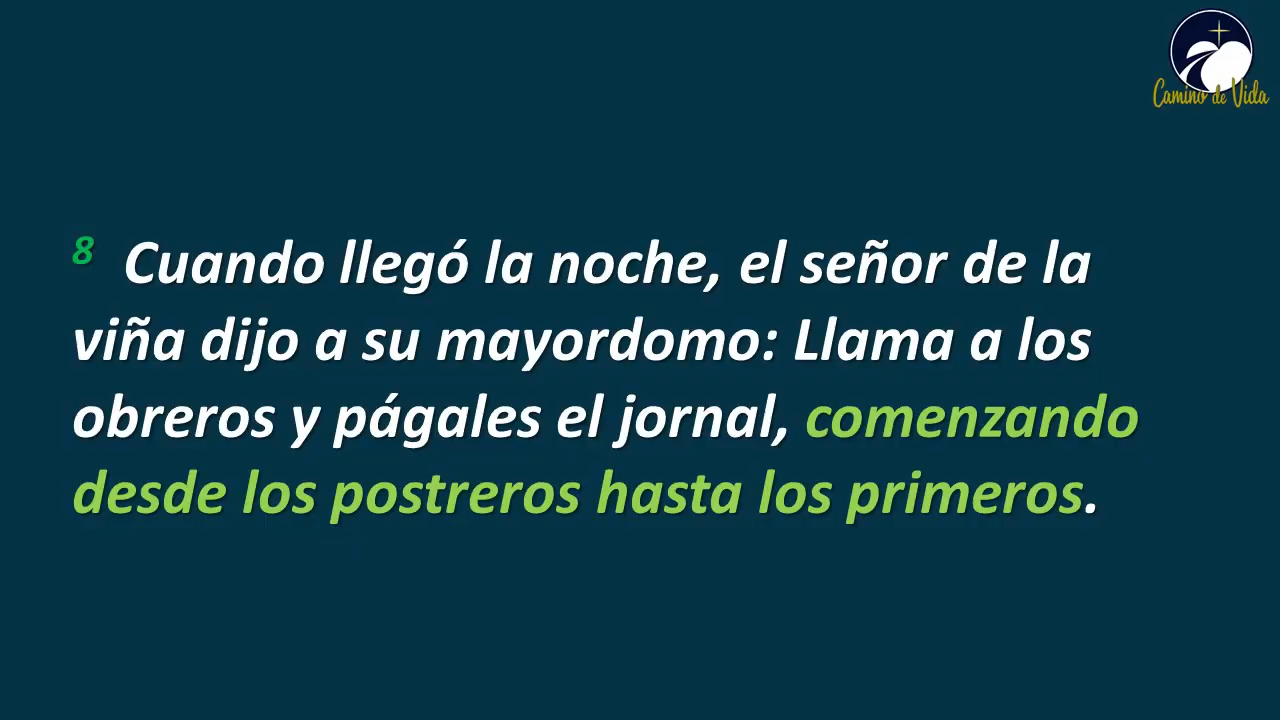 Camino de Vida
8 Cuando llegó la noche, el señor de la
viña dijo a su mayordomo: Llama a los
obreros y págales el jornal, comenzando
desde los postreros hasta los primeros.